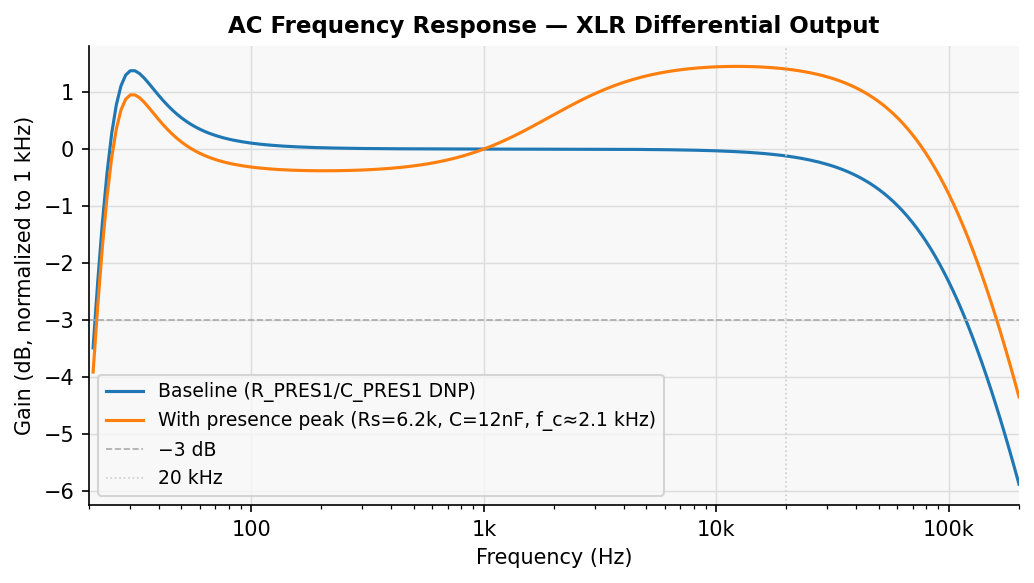 AC Frequency Response — XLR Differential Output
Gain (dB, normalized to 1 kHz)
1
0
−1
−2
−3
−4
−5
−6
Baseline (R_PRES1/C_PRES1 DNP)
With presence peak (Rs=6.2k, C=12nF, f_c≈2.1 kHz)
−3 dB
20 kHz
100
1k
10k
100k
Frequency (Hz)